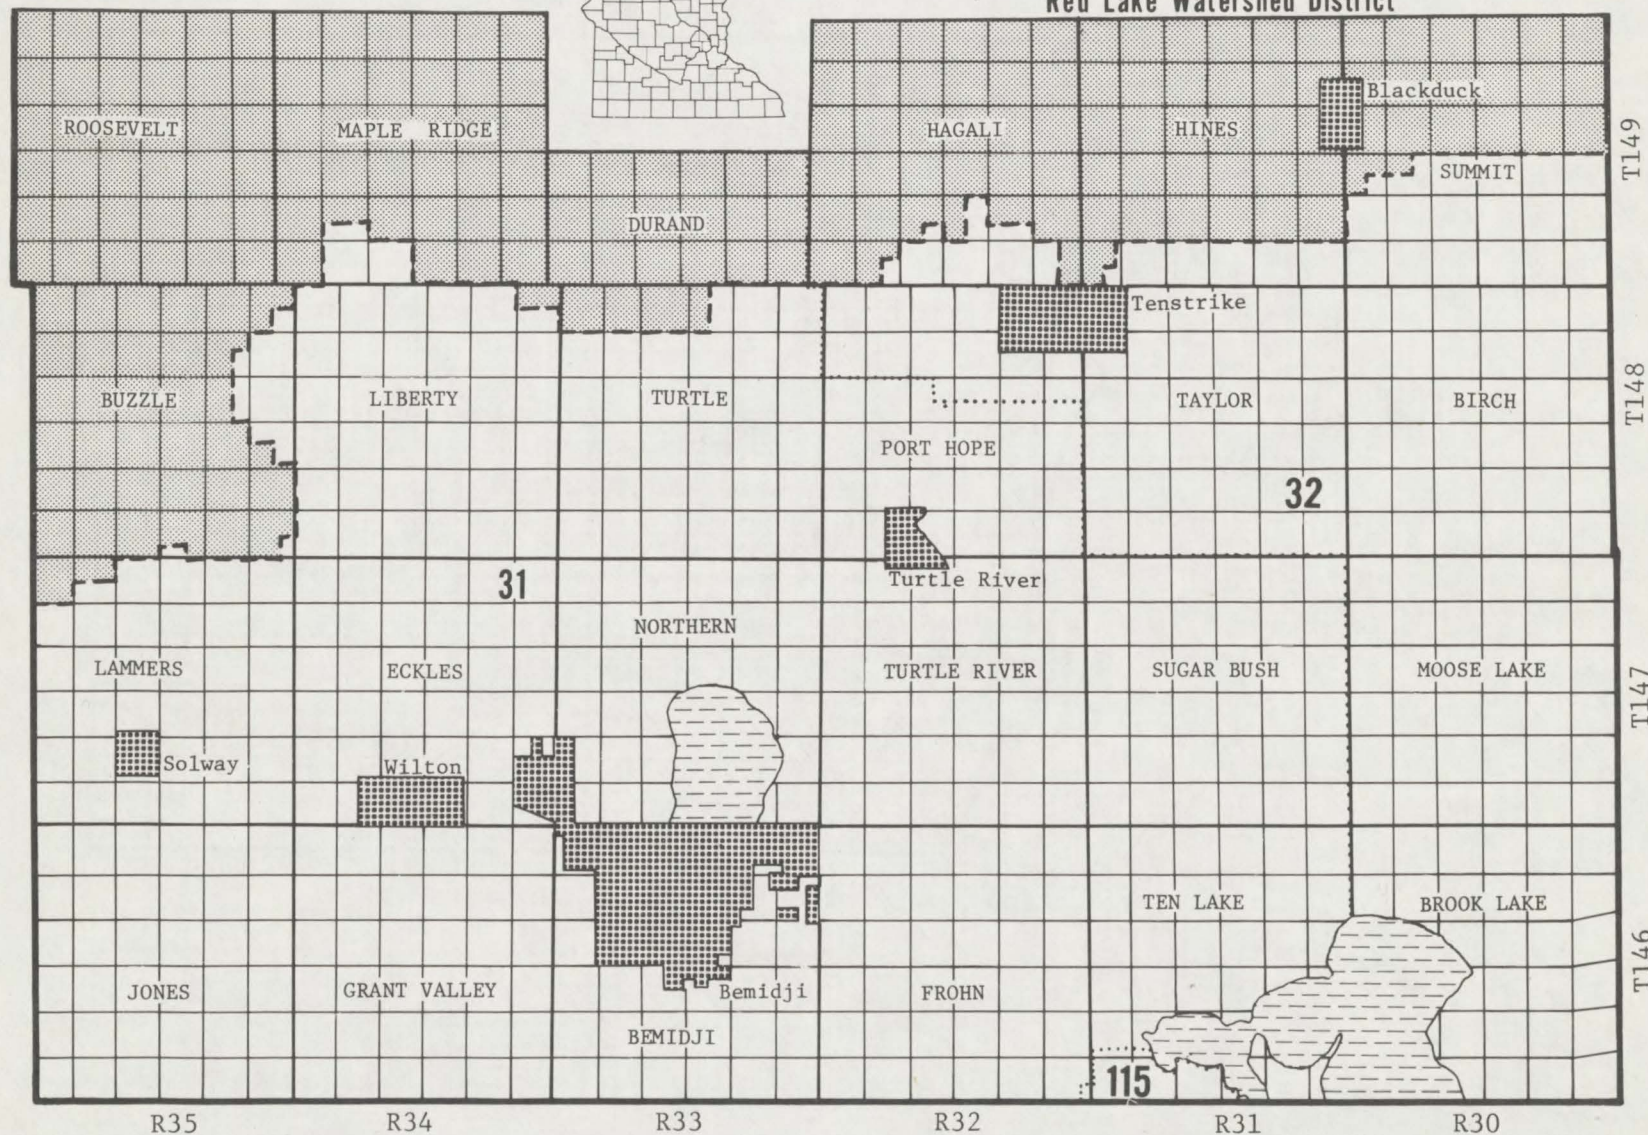 Red Lake Watershed District
Blackduck
ROOSEVELT
MAPLE RIDGE
HAGALI
HINES
T149
SUMMIT
DURAND
Tenstrike
BUZZLE
LIBERTY
TURTLE
TAYLOR
BIRCH
T148
PORT HOPE
32
31
Turtle River
NORTHERN
LAMMERS
ECKLES
TURTLE RIVER
SUGAR BUSH
MOOSE LAKE
T147
Solway
Wilton
TEN LAKE
BROOK LAKE
T146
JONES
GRANT VALLEY
Bemidji
FROHN
BEMIDJI
115
R35
R34
R33
R32
R31
R30